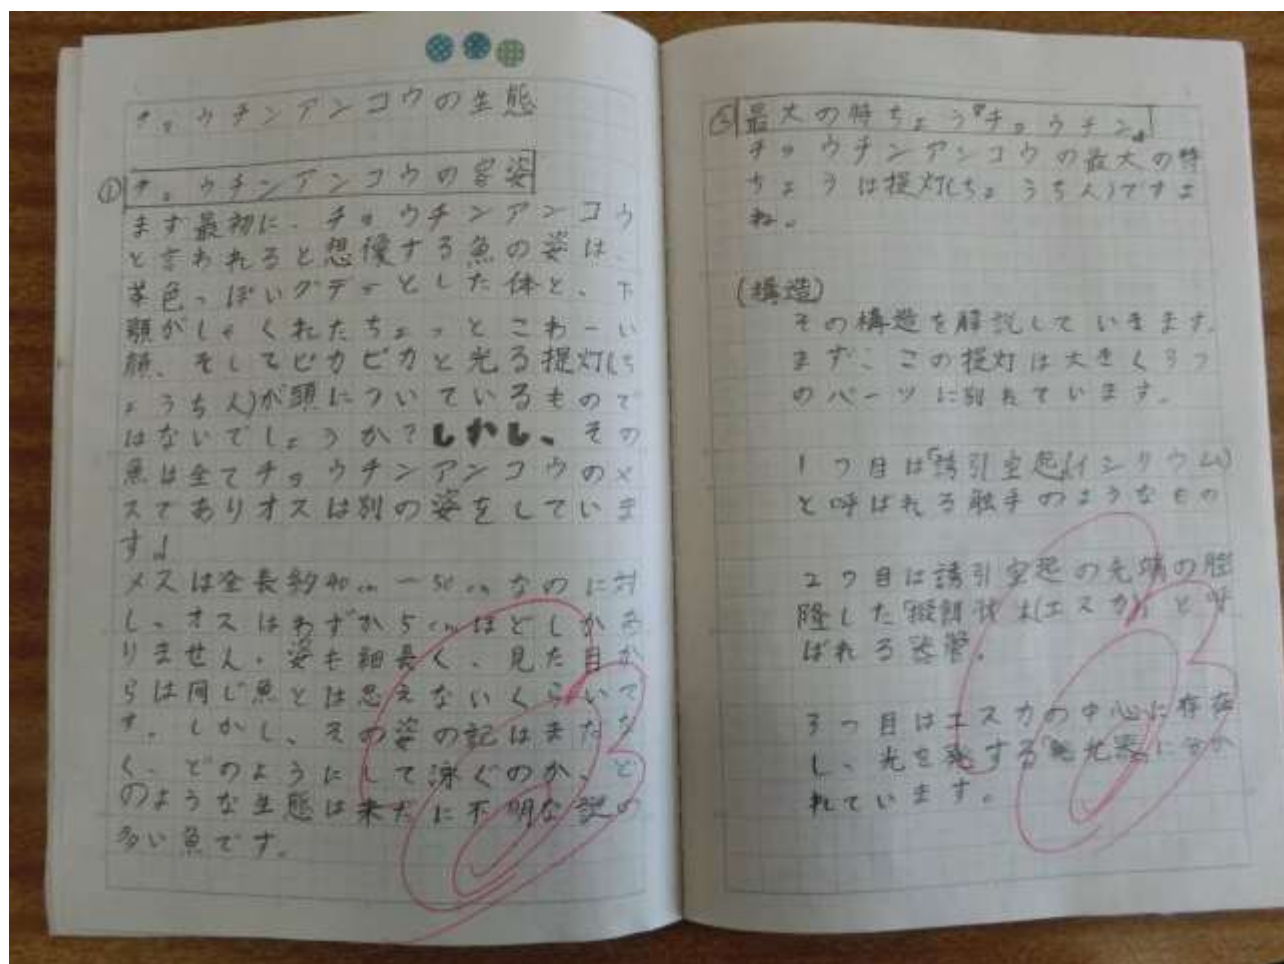 チョウチンアンコウの生態
①チョウチンアンコウの容姿
まず最初に、チョウチンアンコウ
と言われると想像する魚の姿は、
茶色っぽいグデッとした体と、下
顎がしゃくれたちょっとこわーい
顔、そしてピカピカと光る提灯(ち
ょうちん)が頭についているもので
はないでしょうか?しかし、その
魚は全てチョウチンアンコウのメ
スでありオスは別の姿をしていま
す」
メスは全長約40cm〜50cmなのに対
し、オスはわずか5cmほどしかあ
りません。姿も細長く、見た目か
らは同じ魚とは思えないくらいで
す。しかし、その姿の記はまだな
く、どのようにして泳ぐのか、ど
のような生態は未だに不明な説の
多い魚です。
最大の特ちょう『チョウチン』
チョウチンアンコウの最大の特
ちょうは提灯(ちょうちん)ですよ
ね。
(構造)
その構造を解説していきます。
まず、この提灯は大きく3つ
のパーツに別れています。
1つ目は「誘引空起(イシリウム)
と呼ばれる触手のようなもの
2つ目は誘引空起の先端の膨
隆した「擬餌状体(エスカ)」と呼
ばれる器管。
3つ目はエスカの中心に存在
し、光を発する「発光器」に分か
れています。